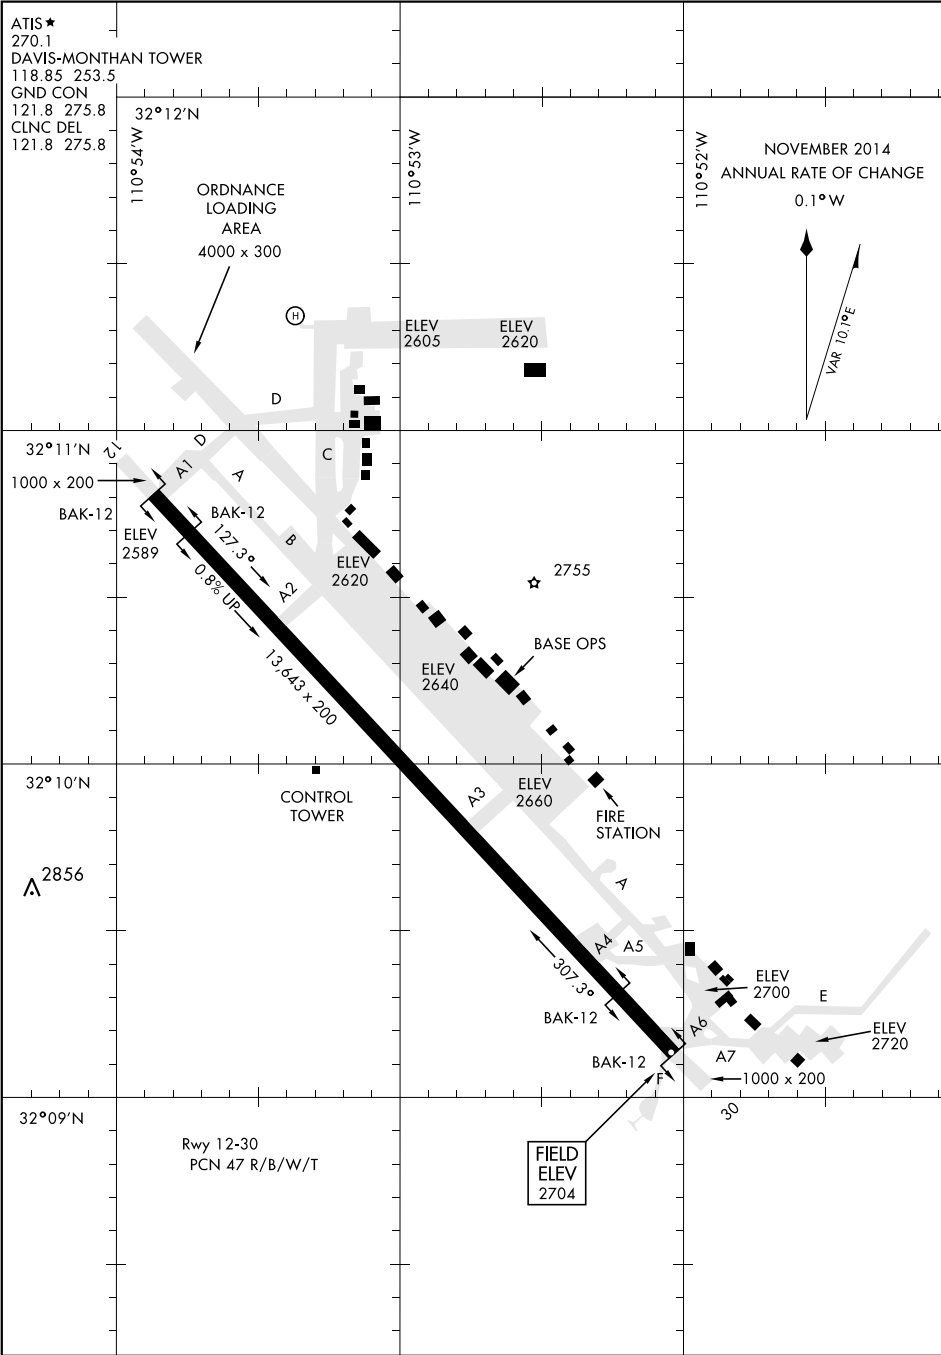 ATIS ★
270.1
DAVIS-MONTHAN TOWER
118.85 253.5
GND CON
121.8 275.8
CLNC DEL
121.8 275.8
32°12'N
110°54'W
110°53'W
110°52'W
NOVEMBER 2014
ANNUAL RATE OF CHANGE
0.1°W
VAR 10.1°E
ORDNANCE
LOADING
AREA
4000 x 300
H
ELEV
2605
ELEV
2620
D
32°11'N
12
D
A1
A
C
1000 x 200
BAK-12
BAK-12
ELEV
2589
127.3°
B
ELEV
2620
2755
0.8% UP
A2
BASE OPS
ELEV
2640
13,643 x 200
32°10'N
CONTROL
TOWER
A3
ELEV
2660
FIRE
STATION
2856
A
A4
A5
307.3°
ELEV
2700
E
BAK-12
A6
ELEV
2720
BAK-12
A7
F
1000 x 200
30
32°09'N
Rwy 12-30
PCN 47 R/B/W/T
FIELD
ELEV
2704